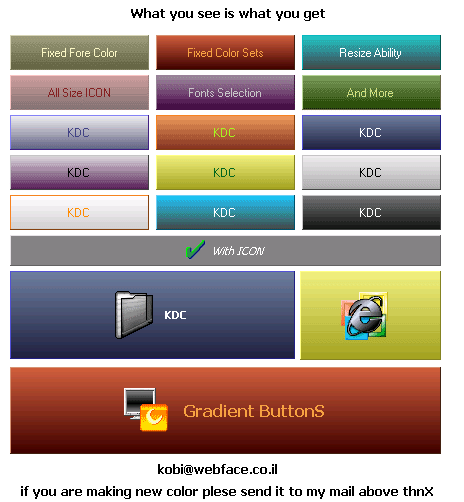 What you see is what you get
Fixed Fore Color Fixed Color Sets Resize Ability
All Size ICON Fonts Selection And More
KDC KDC KDC
KDC KDC KDC
KDC KDC KDC
With ICON
KDC
Gradient ButtonS
kobi@webface.co.il
if you are making new color plese send it to my mail above thnX